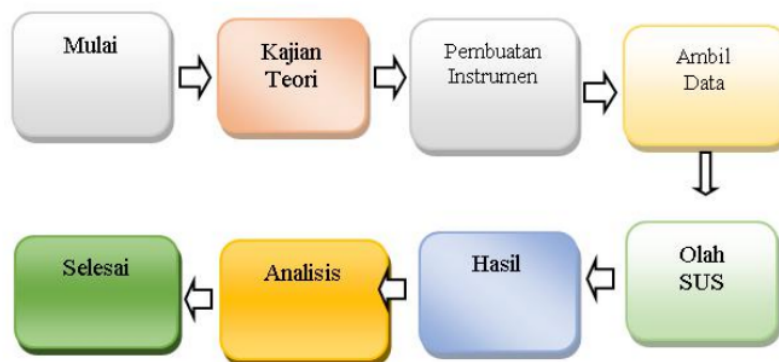 Mulai
Kajian
Teori
Pembuatan
Instrumen
Ambil
Data
Olah
SUS
Hasil
Analisis
Selesai